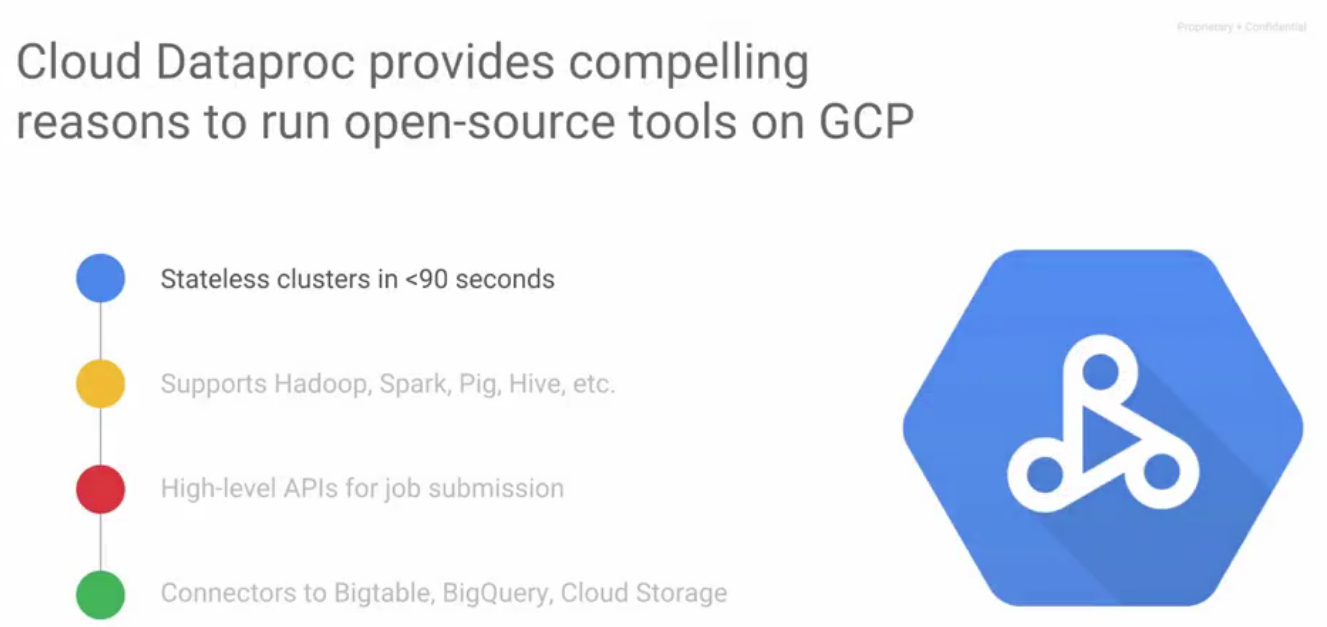 Proprietary + Confidential
Cloud Dataproc provides compelling
reasons to run open-source tools on GCP
Stateless clusters in <90 seconds
Supports Hadoop, Spark, Pig, Hive, etc.
High-level APIs for job submission
Connectors to Bigtable, BigQuery, Cloud Storage